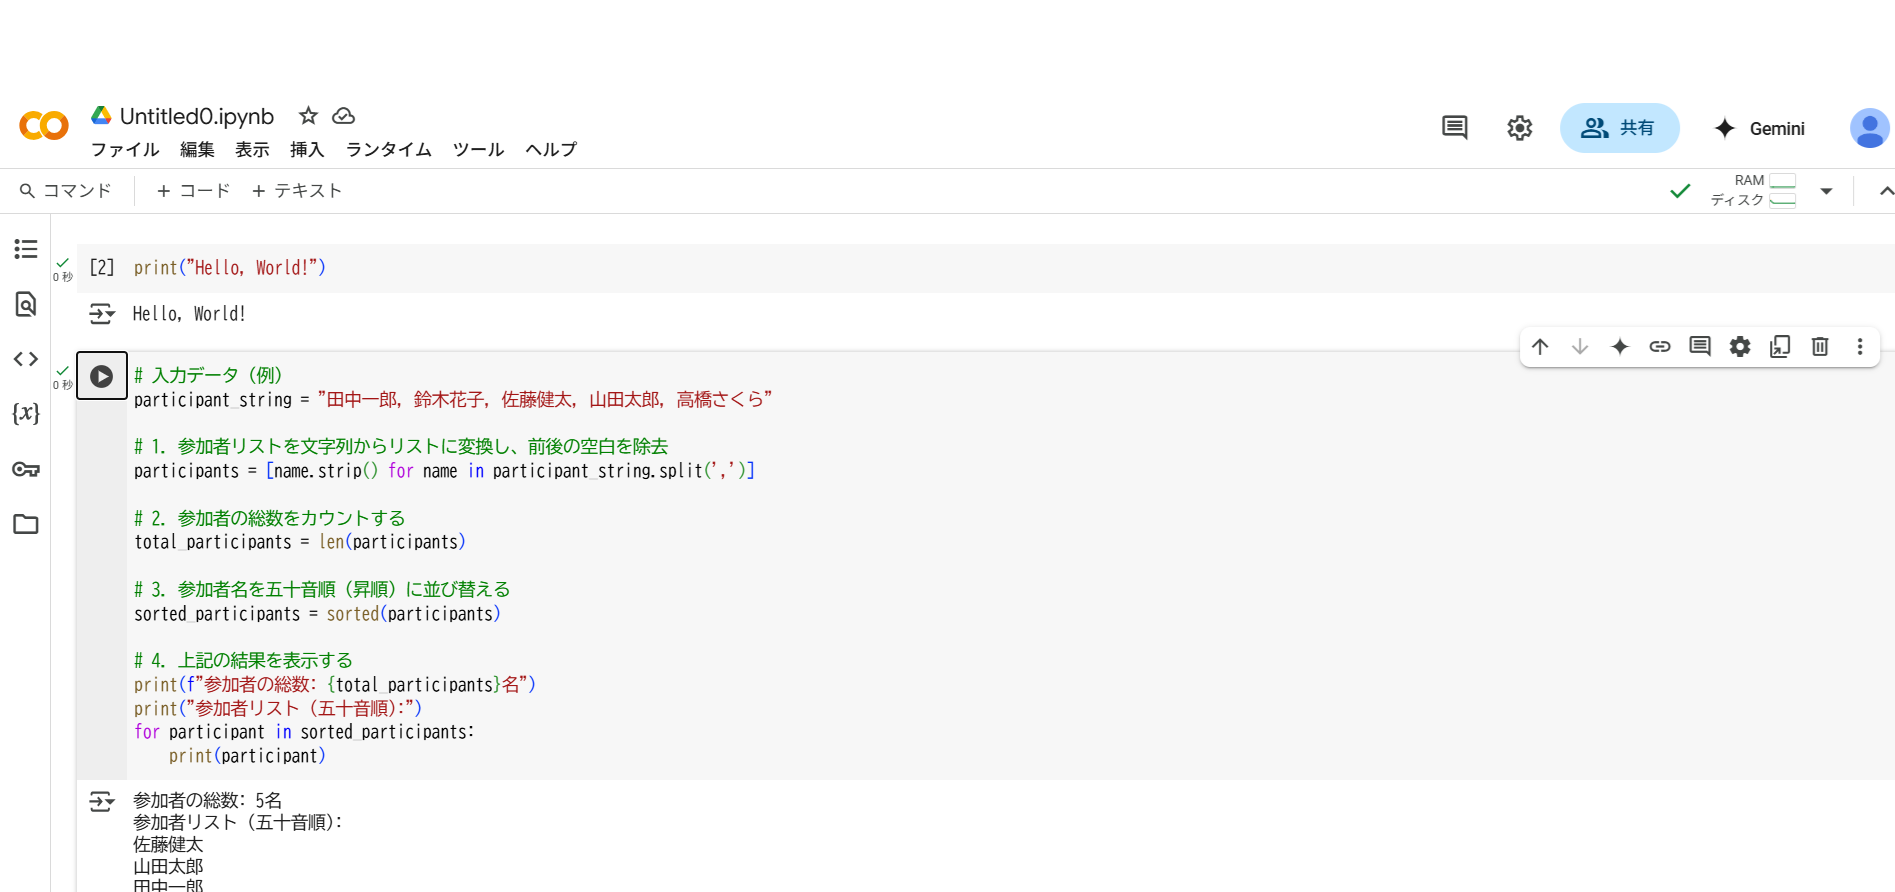 Untitled0.ipynb
ファイル 編集 表示 挿入 ランタイム ツール ヘルプ
共有
Gemini
コマンド + コード + テキスト
RAM
ディスク
0 秒
[2] print("Hello, World!")
Hello, World!
0 秒
# 入力データ（例）
participant_string = "田中一郎, 鈴木花子, 佐藤健太, 山田太郎, 高橋さくら"
# 1. 参加者リストを文字列からリストに変換し、前後の空白を除去
participants = [name.strip() for name in participant_string.split(',')]
# 2. 参加者の総数をカウントする
total_participants = len(participants)
# 3. 参加者名を五十音順（昇順）に並び替える
sorted_participants = sorted(participants)
# 4. 上記の結果を表示する
print(f"参加者の総数: {total_participants}名")
print("参加者リスト（五十音順）:")
for participant in sorted_participants:
    print(participant)
{x}
参加者の総数: 5名
参加者リスト（五十音順）:
佐藤健太
山田太郎
田中一郎